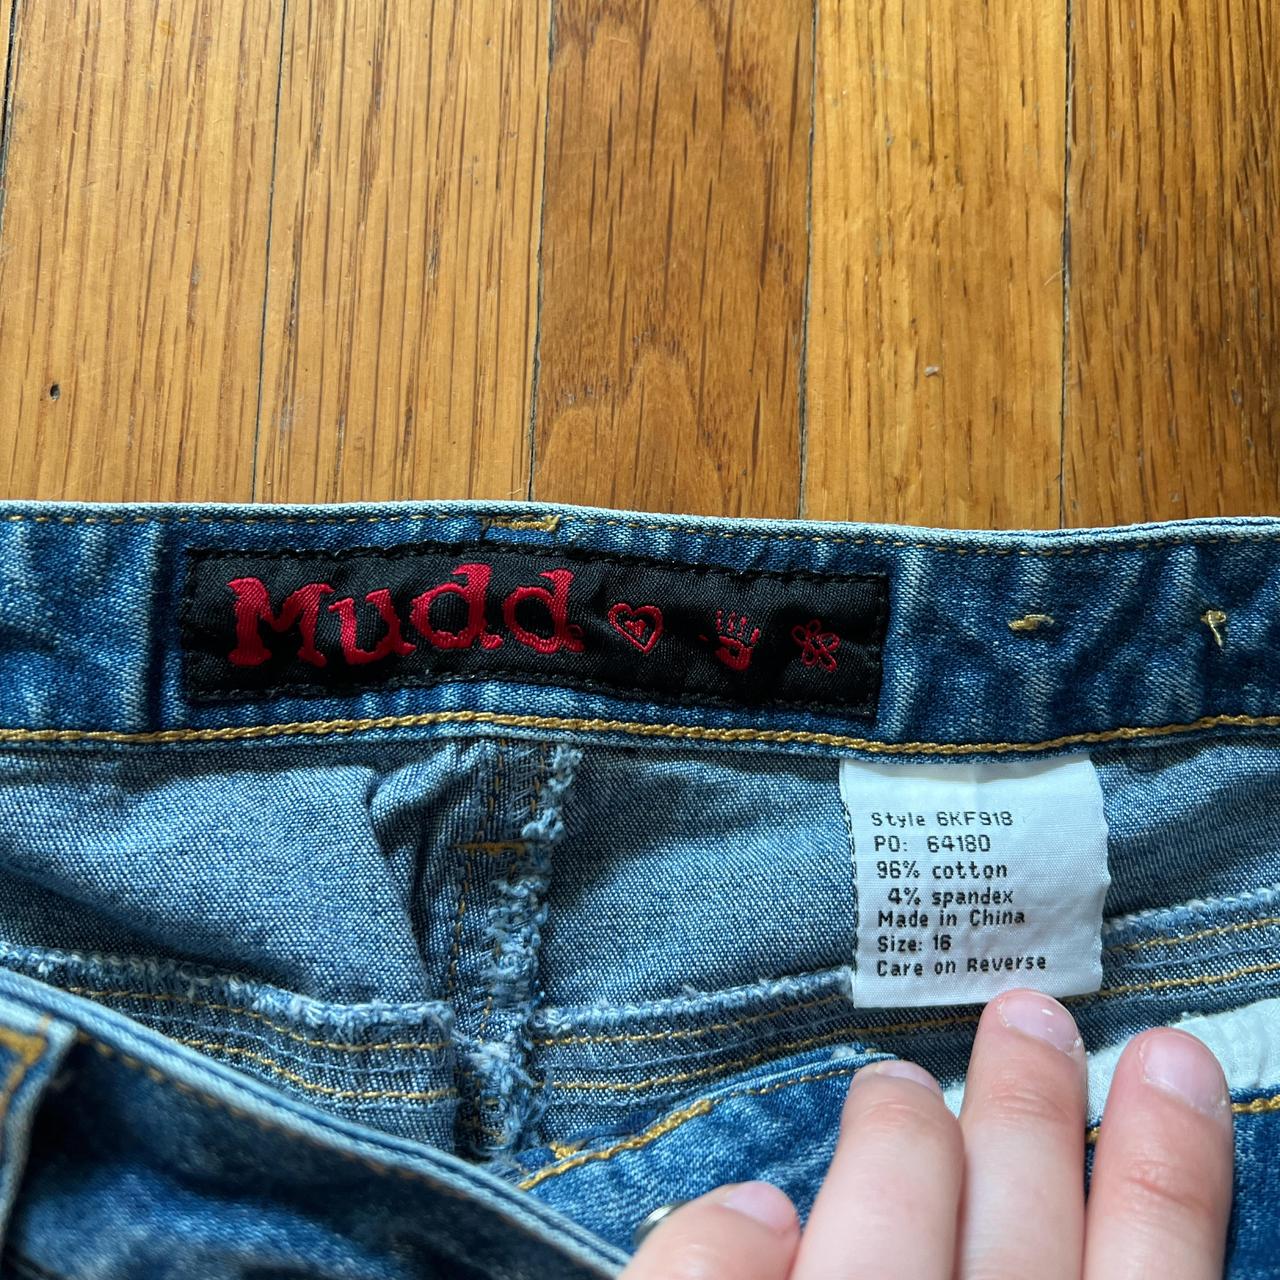 Mudd.
Style 6KF918
PO: 64180
96% cotton
4% spandex
Made in China
Size: 16
Care on Reverse